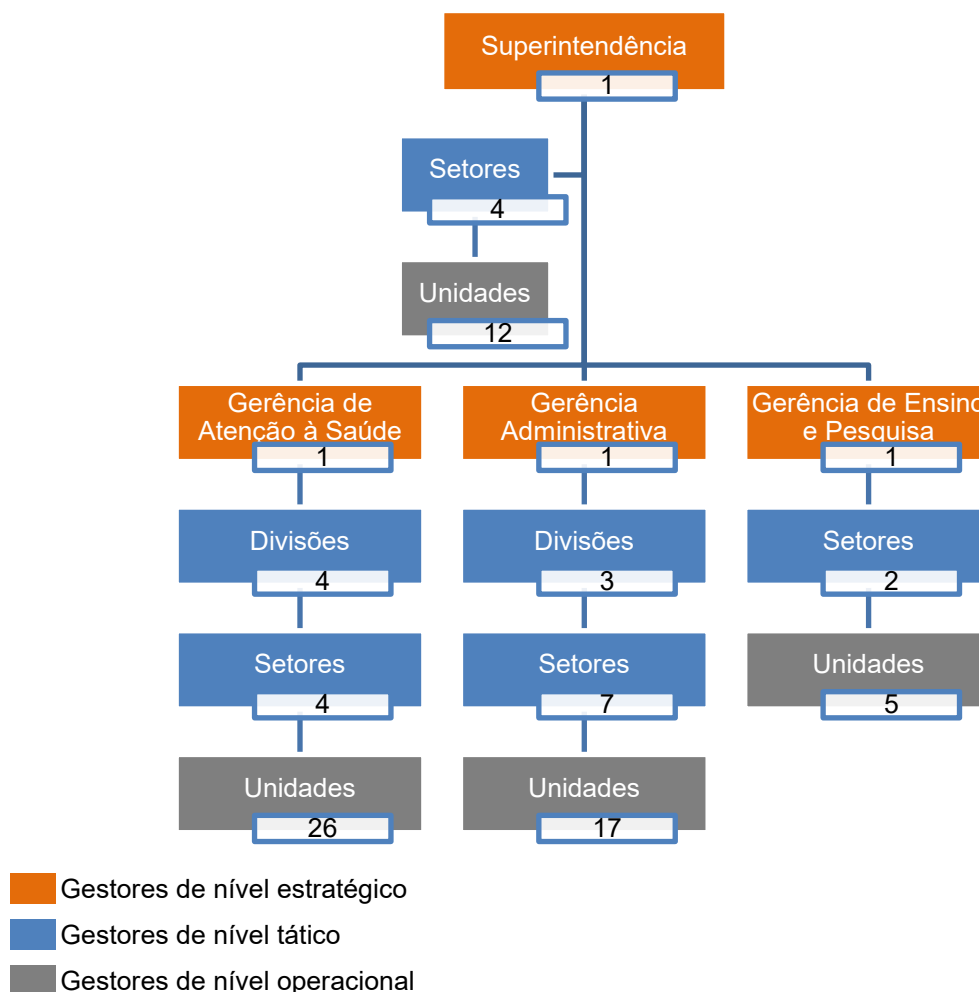 Superintendência
1
Setores
4
Unidades
12
Gerência de
Atenção à Saúde
1
Gerência
Administrativa
1
Gerência de Ensino
e Pesquisa
1
Divisões
4
Divisões
3
Setores
2
Setores
4
Setores
7
Unidades
5
Unidades
26
Unidades
17
Gestores de nível estratégico
Gestores de nível tático
Gestores de nível operacional